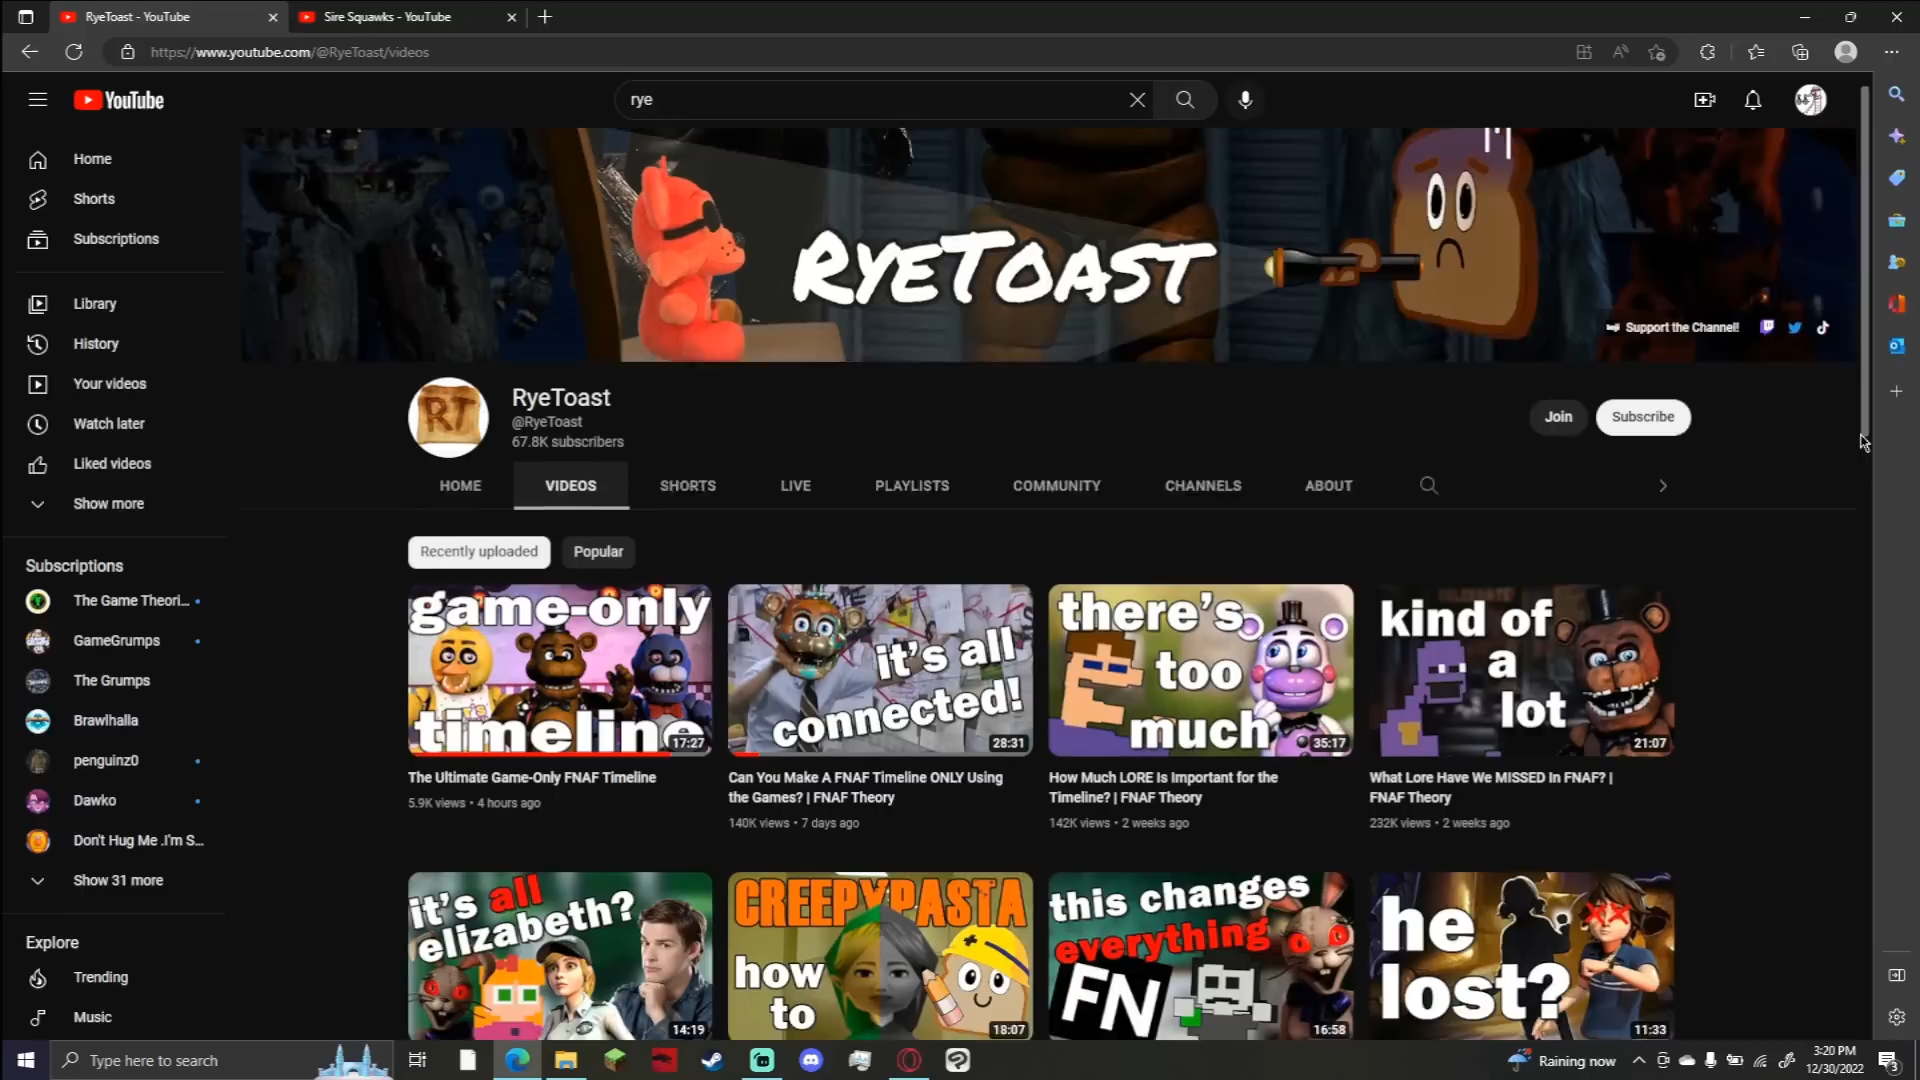 RyeToast - YouTube
Sire Squawks - YouTube
https://www.youtube.com/@RyeToast/videos
YouTube
rye
Home
Shorts
Subscriptions
Library
History
Your videos
Watch later
Liked videos
Show more
Subscriptions
The Game Theori...
GameGrumps
The Grumps
Brawlhalla
penguinz0
Dawko
Don't Hug Me .I'm S...
Show 31 more
Explore
Trending
Music
RYETOAST
Support the Channel!
RT
RyeToast
@RyeToast
67.8K subscribers
Join
Subscribe
HOME
VIDEOS
SHORTS
LIVE
PLAYLISTS
COMMUNITY
CHANNELS
ABOUT
Recently uploaded
Popular
game-only
timeline
17:27
The Ultimate Game-Only FNAF Timeline
5.9K views • 4 hours ago
it's all
connected!
28:31
Can You Make A FNAF Timeline ONLY Using
the Games? | FNAF Theory
140K views • 7 days ago
there's
too
much
35:17
How Much LORE Is Important for the
Timeline? | FNAF Theory
142K views • 2 weeks ago
kind of
a
lot
21:07
What Lore Have We MISSED In FNAF? |
FNAF Theory
232K views • 2 weeks ago
it's all
elizabeth?
14:19
CREEPYPASTA
how
to
18:07
this changes
everything
FN
16:58
he
lost?
11:33
Type here to search
Raining now
3:20 PM
12/30/2022
3